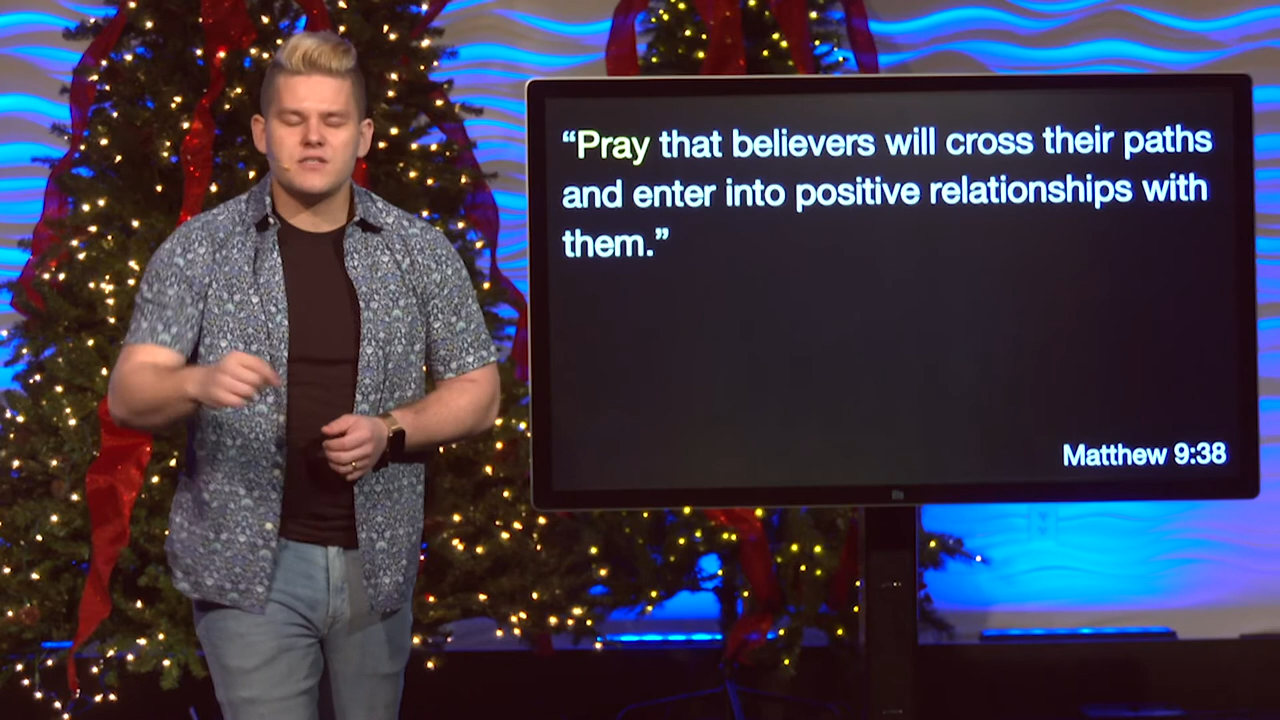 “Pray that believers will cross their paths
and enter into positive relationships with
them.”
Matthew 9:38